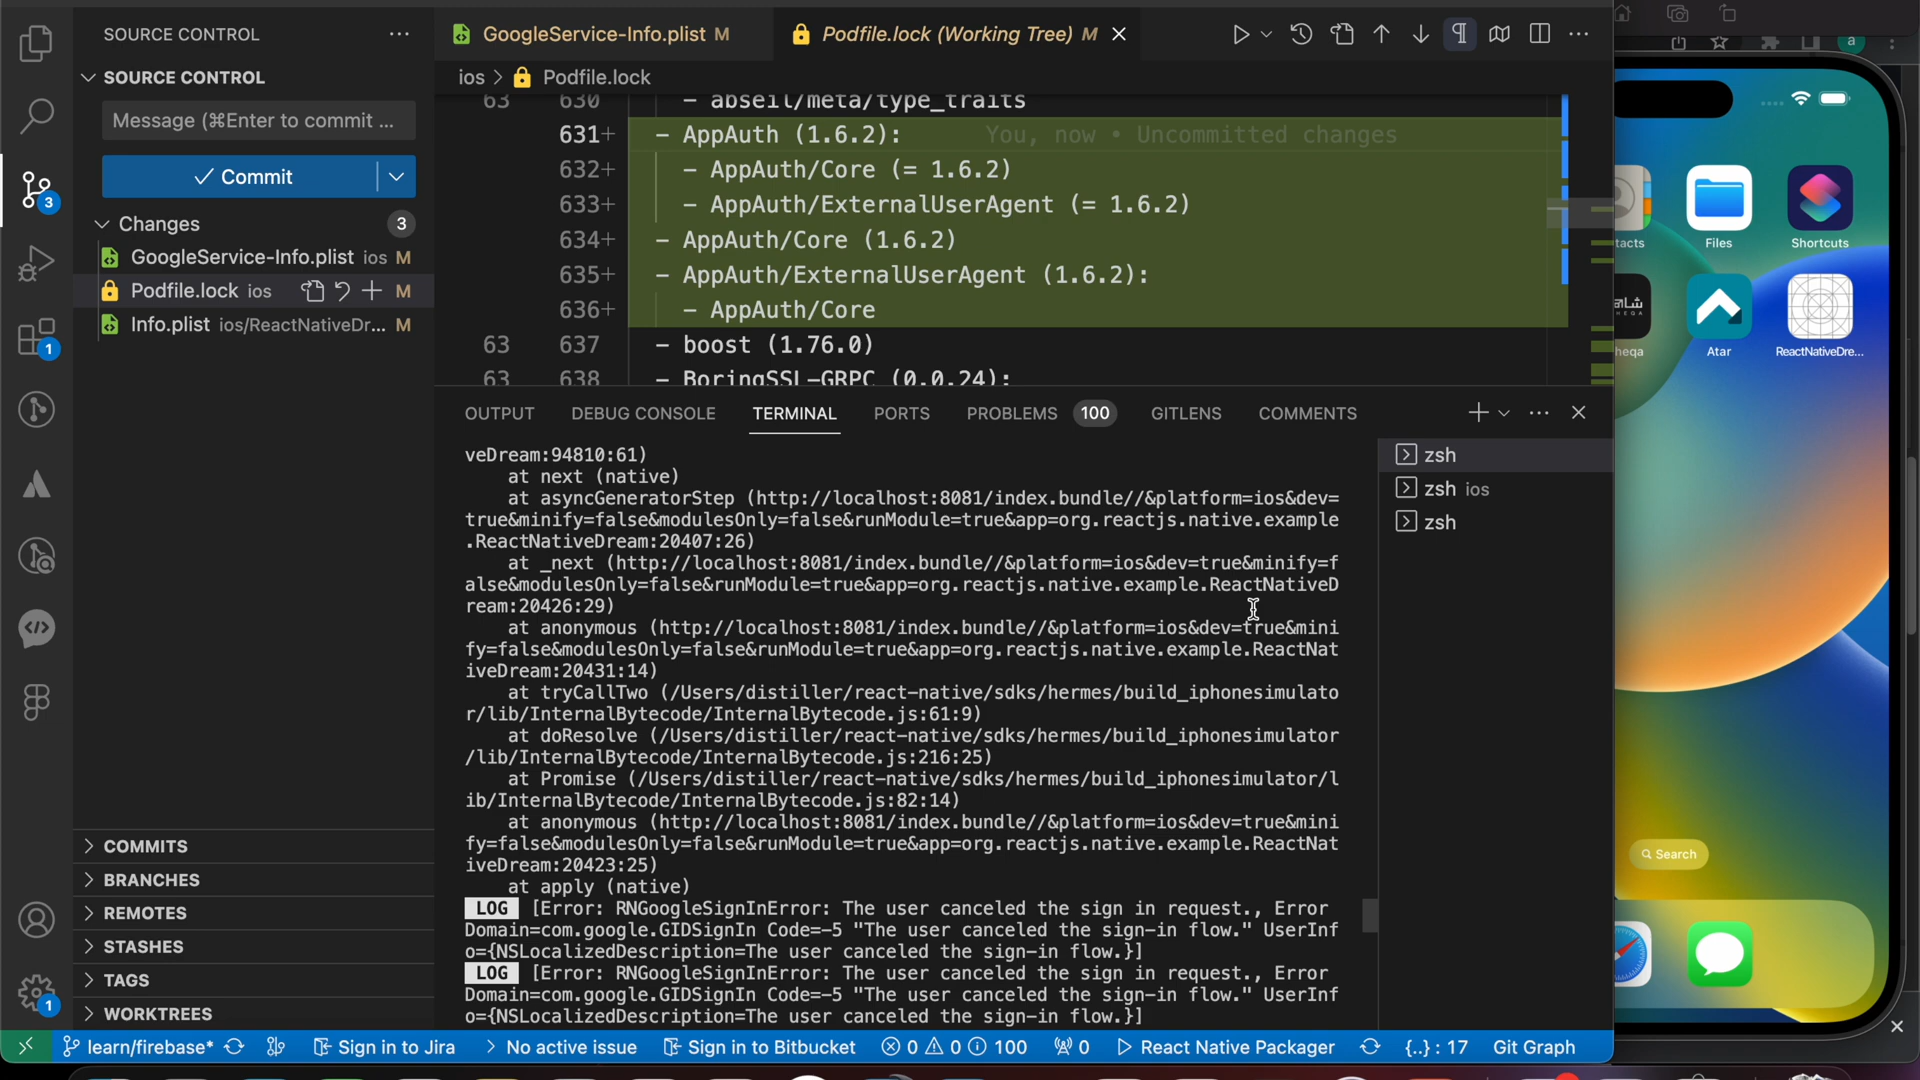 SOURCE CONTROL
SOURCE CONTROL
Message (⌘Enter to commit ...
Commit
Changes
3
GoogleService-Info.plist ios M
Podfile.lock ios M
Info.plist ios/ReactNativeDr... M
3
1
1
COMMITS
BRANCHES
REMOTES
STASHES
TAGS
WORKTREES
GoogleService-Info.plist M
Podfile.lock (Working Tree) M
ios > Podfile.lock
63 630 - abseil/meta/type_traits
631+ - AppAuth (1.6.2): You, now • Uncommitted changes
632+ - AppAuth/Core (= 1.6.2)
633+ - AppAuth/ExternalUserAgent (= 1.6.2)
634+ - AppAuth/Core (1.6.2)
635+ - AppAuth/ExternalUserAgent (1.6.2):
636+ - AppAuth/Core
63 637 - boost (1.76.0)
63 638 - BoringSSL-GRPC (0.0.24):
OUTPUT DEBUG CONSOLE TERMINAL PORTS PROBLEMS 100 GITLENS COMMENTS
veDream:94810:61)
at next (native)
at asyncGeneratorStep (http://localhost:8081/index.bundle//&platform=ios&dev=
true&minify=false&modulesOnly=false&runModule=true&app=org.reactjs.native.example
.ReactNativeDream:20407:26)
at _next (http://localhost:8081/index.bundle//&platform=ios&dev=true&minify=f
alse&modulesOnly=false&runModule=true&app=org.reactjs.native.example.ReactNativeD
ream:20426:29)
at anonymous (http://localhost:8081/index.bundle//&platform=ios&dev=true&mini
fy=false&modulesOnly=false&runModule=true&app=org.reactjs.native.example.ReactNat
iveDream:20431:14)
at tryCallTwo (/Users/distiller/react-native/sdks/hermes/build_iphonesimulato
r/lib/InternalBytecode/InternalBytecode.js:61:9)
at doResolve (/Users/distiller/react-native/sdks/hermes/build_iphonesimulator
/lib/InternalBytecode/InternalBytecode.js:216:25)
at Promise (/Users/distiller/react-native/sdks/hermes/build_iphonesimulator/l
ib/InternalBytecode/InternalBytecode.js:82:14)
at anonymous (http://localhost:8081/index.bundle//&platform=ios&dev=true&mini
fy=false&modulesOnly=false&runModule=true&app=org.reactjs.native.example.ReactNat
iveDream:20423:25)
at apply (native)
LOG [Error: RNGoogleSignInError: The user canceled the sign in request., Error
Domain=com.google.GIDSignIn Code=-5 "The user canceled the sign-in flow." UserInf
o={NSLocalizedDescription=The user canceled the sign-in flow.}]
LOG [Error: RNGoogleSignInError: The user canceled the sign in request., Error
Domain=com.google.GIDSignIn Code=-5 "The user canceled the sign-in flow." UserInf
o={NSLocalizedDescription=The user canceled the sign-in flow.}]
zsh
zsh ios
zsh
learn/firebase* Sign in to Jira No active issue Sign in to Bitbucket 0 0 100 0 React Native Packager {..} : 17 Git Graph
a
tacts
Files
Shortcuts
heqa
Atar
ReactNativeDre...
Search